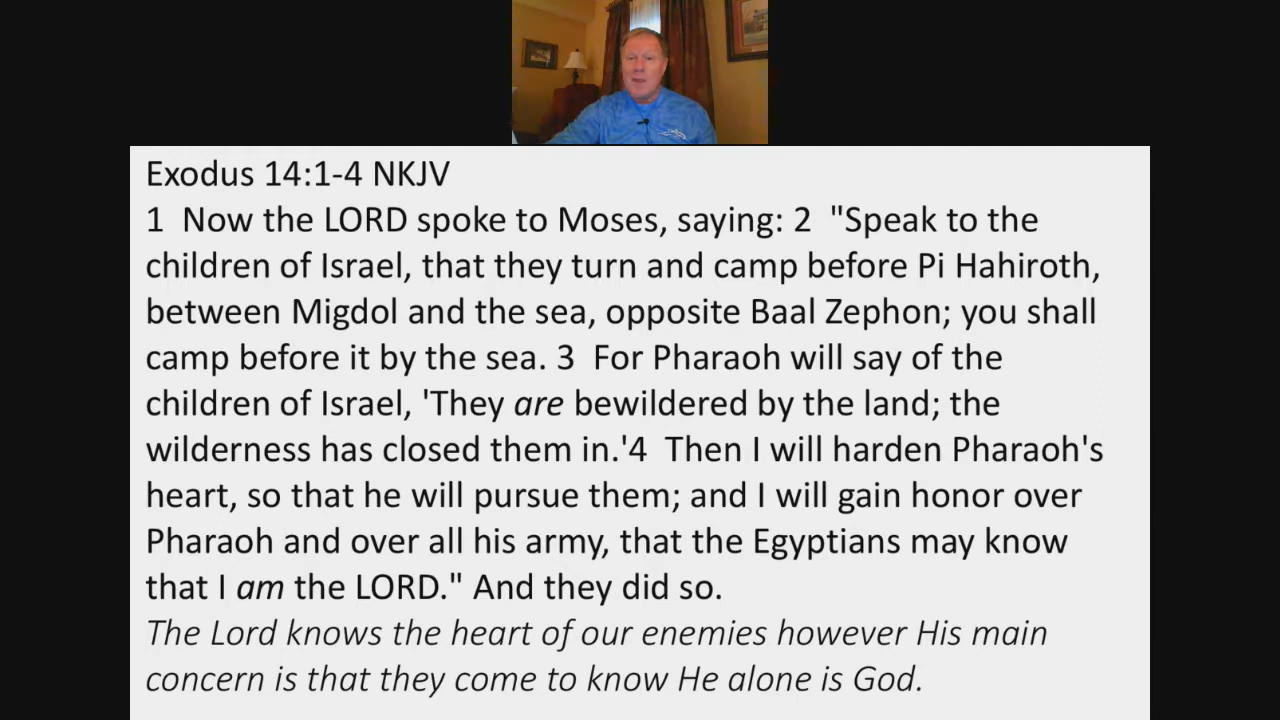 Exodus 14:1-4 NKJV
1  Now the LORD spoke to Moses, saying: 2  "Speak to the
children of Israel, that they turn and camp before Pi Hahiroth,
between Migdol and the sea, opposite Baal Zephon; you shall
camp before it by the sea. 3  For Pharaoh will say of the
children of Israel, 'They are bewildered by the land; the
wilderness has closed them in.'4  Then I will harden Pharaoh's
heart, so that he will pursue them; and I will gain honor over
Pharaoh and over all his army, that the Egyptians may know
that I am the LORD." And they did so.
The Lord knows the heart of our enemies however His main
concern is that they come to know He alone is God.